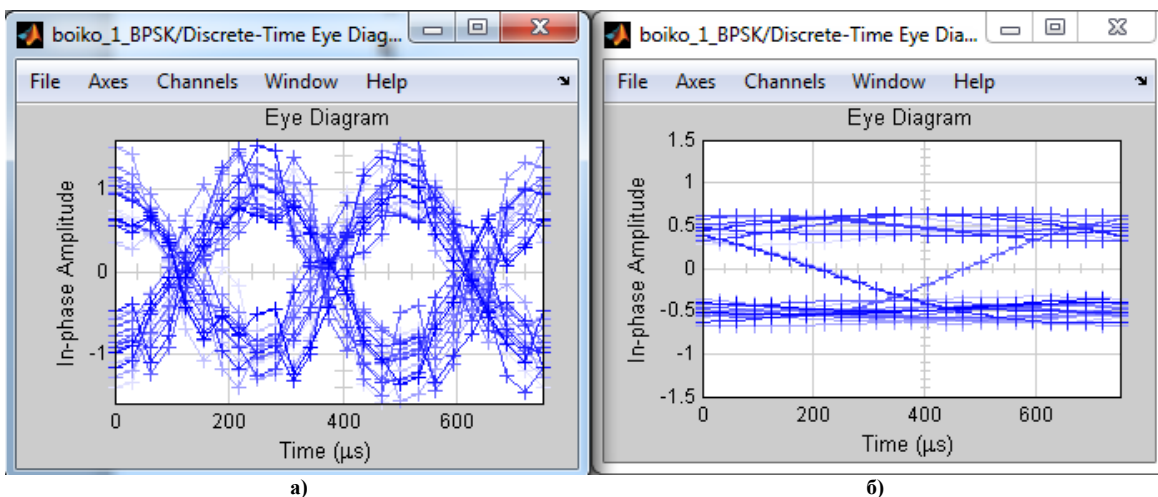 boiko_1_BPSK/Discrete-Time Eye Diag...
File Axes Channels Window Help
Eye Diagram
In-phase Amplitude
1
0
-1
0 200 400 600
Time (μs)
а)
boiko_1_BPSK/Discrete-Time Eye Dia...
File Axes Channels Window Help
Eye Diagram
In-phase Amplitude
1.5
1
0.5
0
-0.5
-1
-1.5
0 200 400 600
Time (μs)
б)